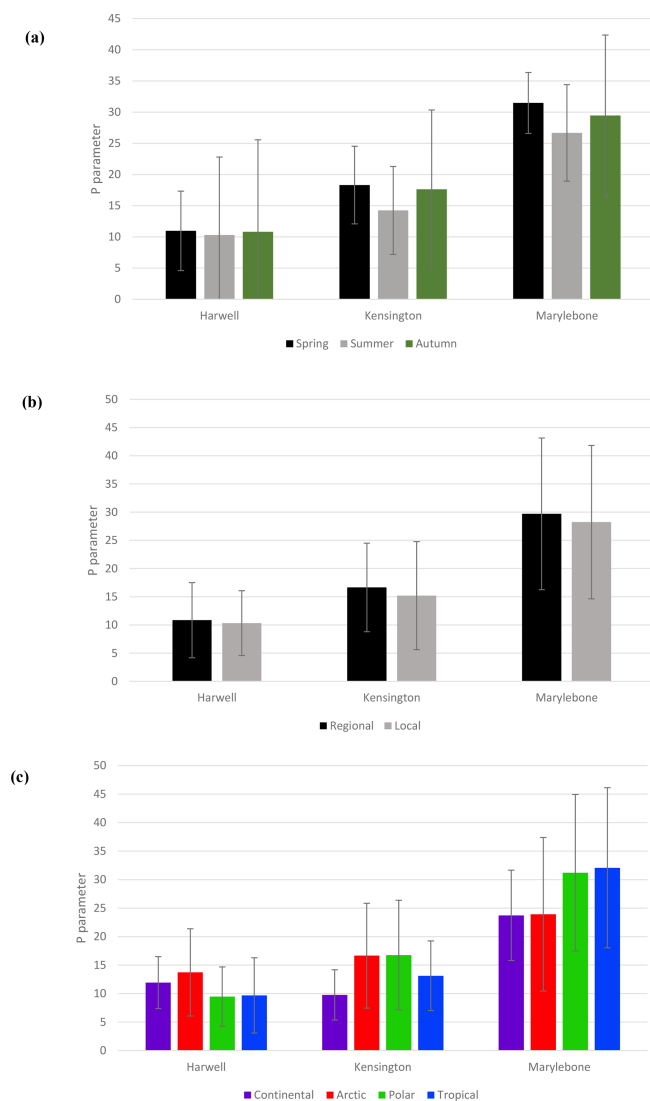 (a)
45
40
35
30
25
20
15
10
5
0
P parameter
Harwell Kensington Marylebone
Spring Summer Autumn
(b)
50
45
40
35
30
25
20
15
10
5
0
P parameter
Harwell Kensington Marylebone
Regional Local
(c)
50
45
40
35
30
25
20
15
10
5
0
P parameter
Harwell Kensington Marylebone
Continental Arctic Polar Tropical